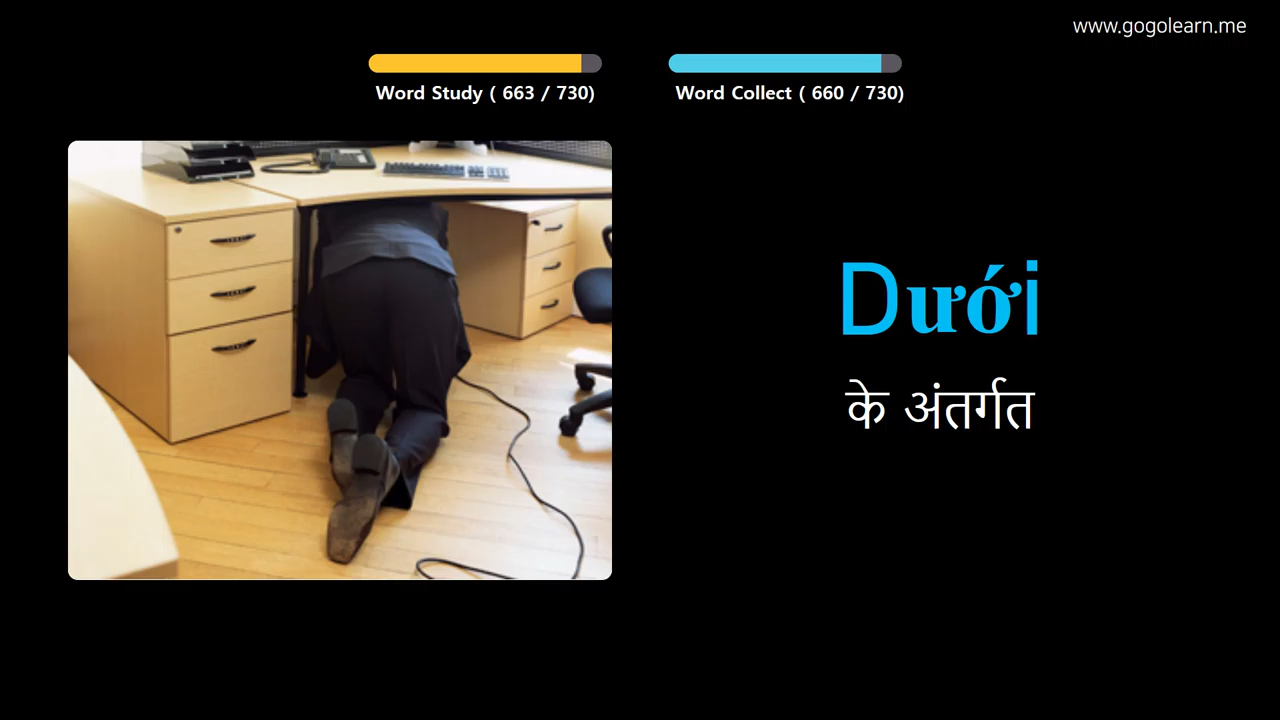 www.gogolearn.me
Word Study ( 663 / 730)
Word Collect ( 660 / 730)
Dưới
के अंतर्गत